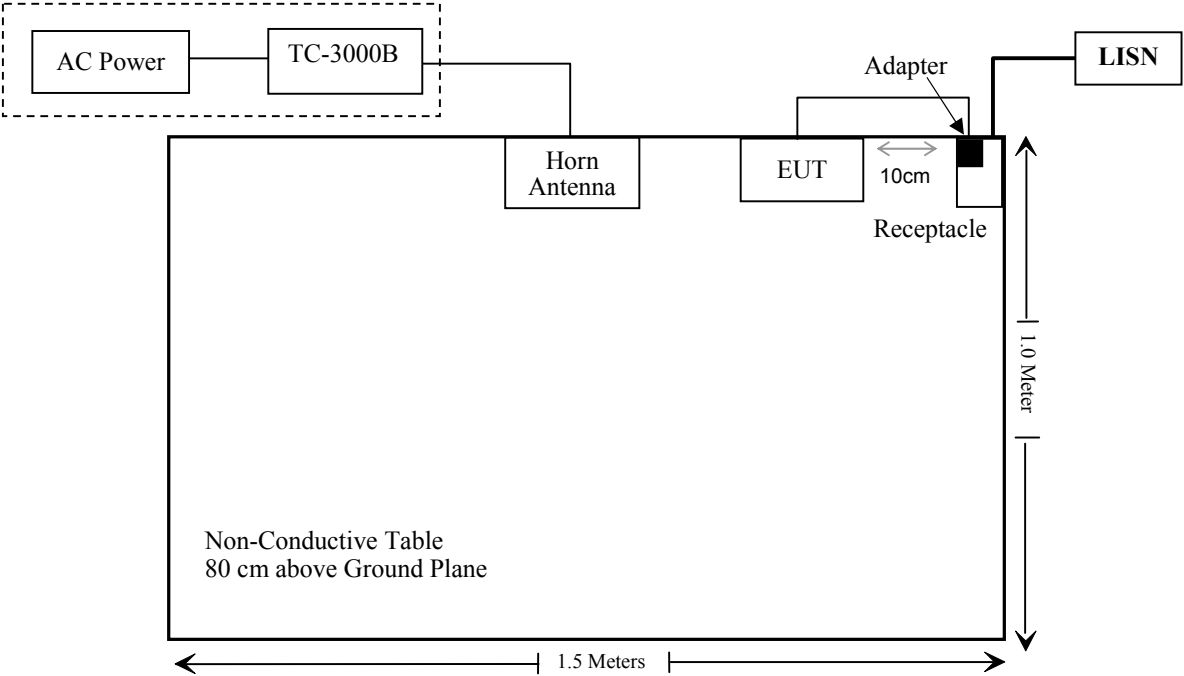 AC Power
TC-3000B
LISN
Adapter
Horn
Antenna
EUT
10cm
Receptacle
1.0 Meter
Non-Conductive Table
80 cm above Ground Plane
1.5 Meters